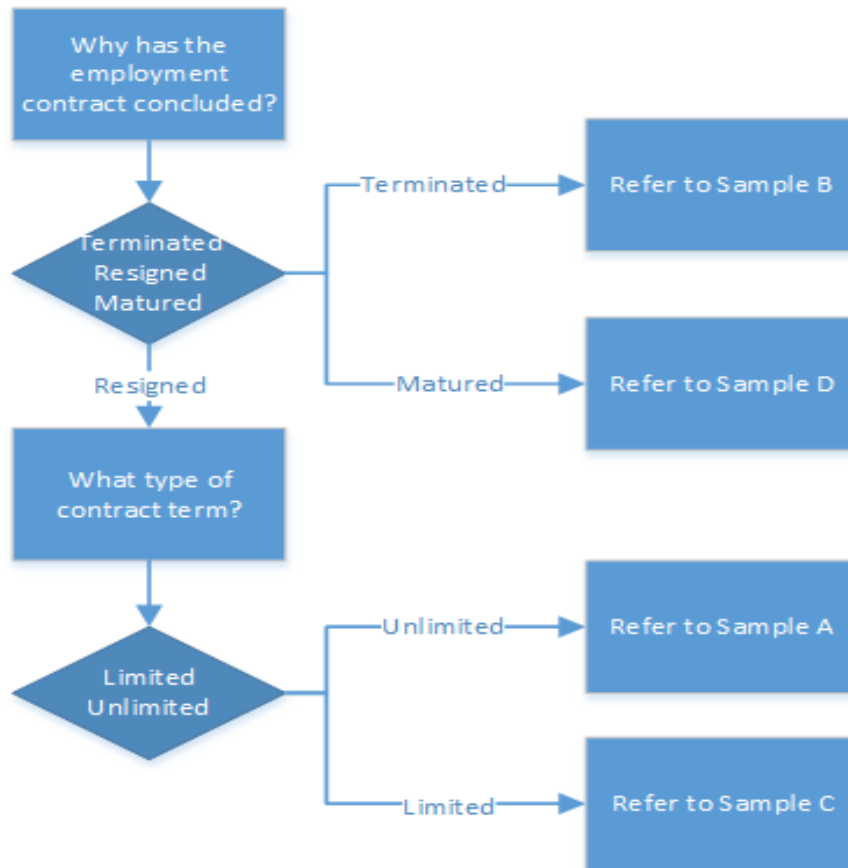 Why has the
employment
contract concluded?
Terminated
Resigned
Matured
Terminated
Refer to Sample B
Matured
Refer to Sample D
Resigned
What type of
contract term?
Limited
Unlimited
Unlimited
Refer to Sample A
Limited
Refer to Sample C